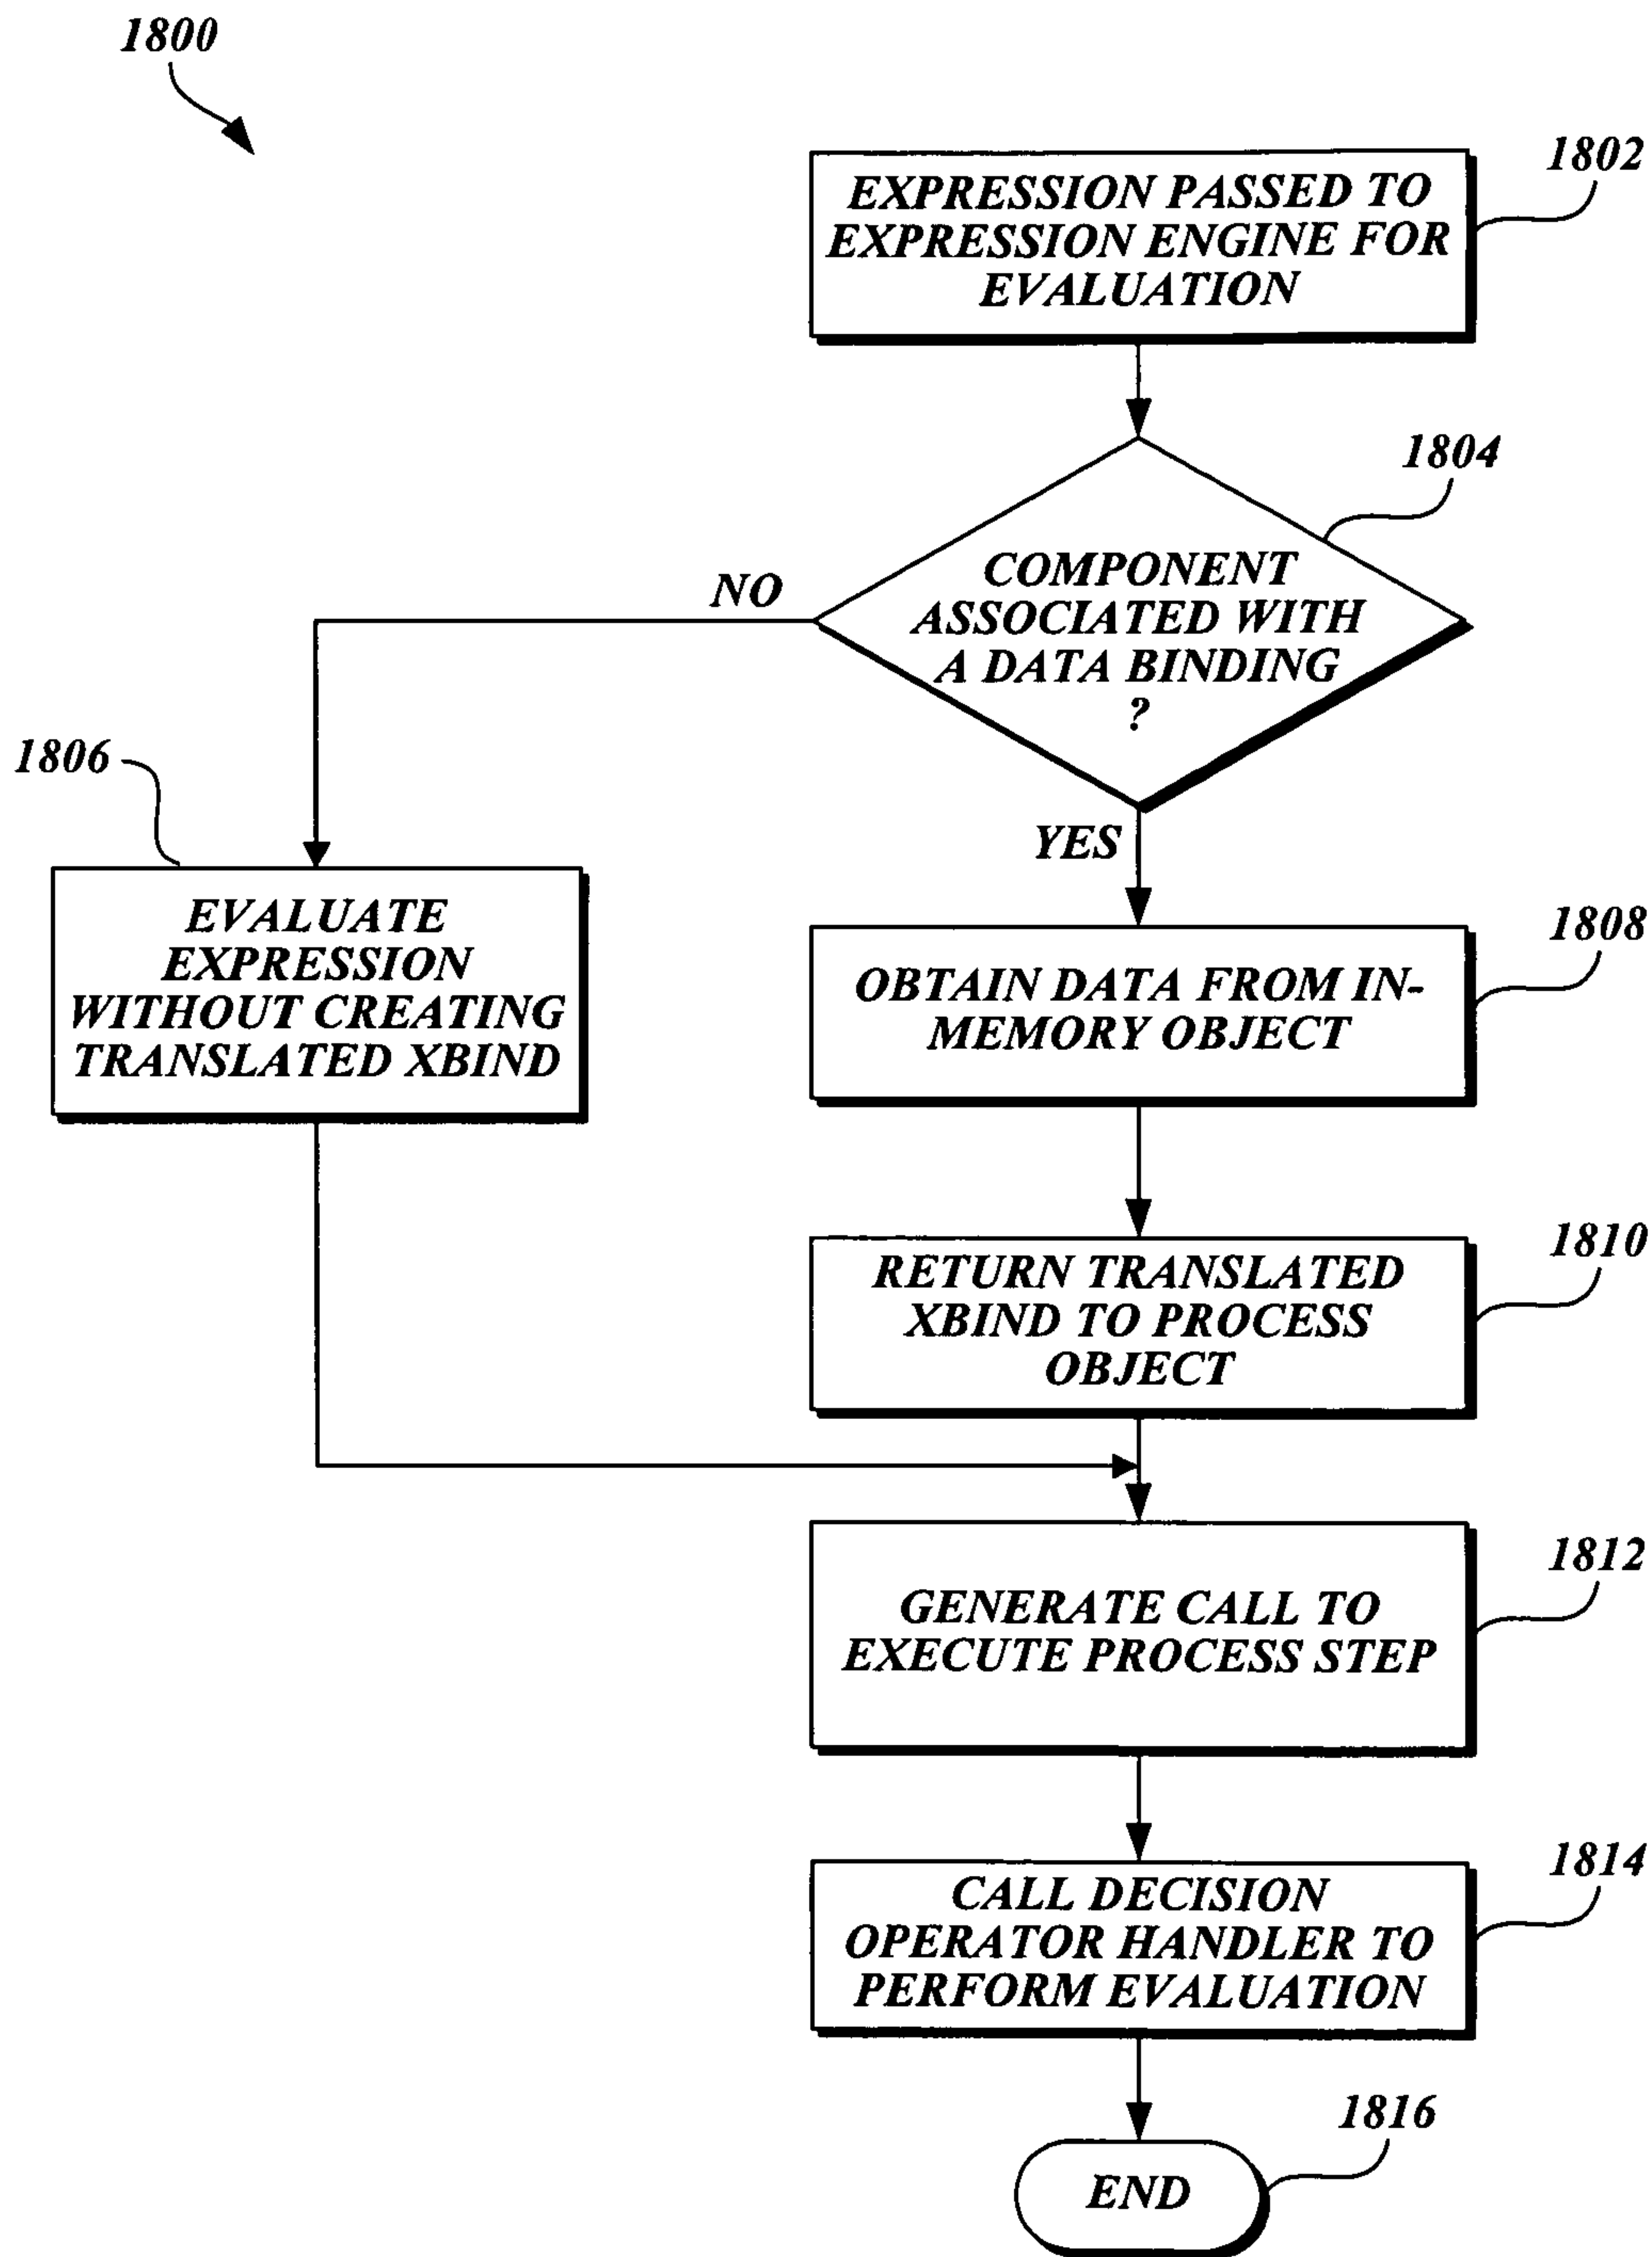 1800
1802
EXPRESSION PASSED TO
EXPRESSION ENGINE FOR
EVALUATION
1804
COMPONENT
ASSOCIATED WITH
A DATA BINDING
?
NO
YES
1806
EVALUATE
EXPRESSION
WITHOUT CREATING
TRANSLATED XBIND
1808
OBTAIN DATA FROM IN-
MEMORY OBJECT
1810
RETURN TRANSLATED
XBIND TO PROCESS
OBJECT
1812
GENERATE CALL TO
EXECUTE PROCESS STEP
1814
CALL DECISION
OPERATOR HANDLER TO
PERFORM EVALUATION
1816
END